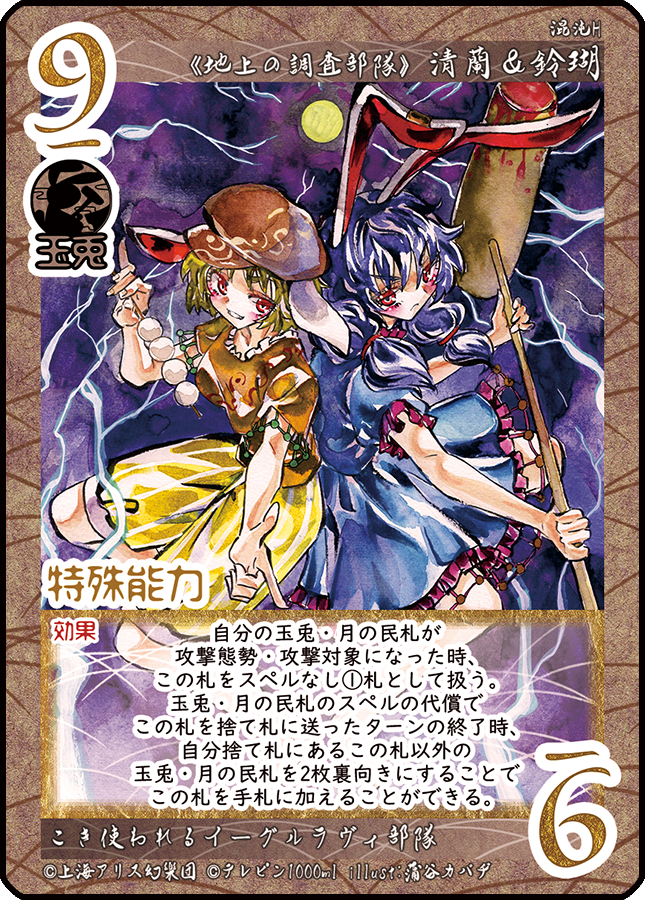 混沌H
9
《地上の調査部隊》 清蘭&鈴瑚
玉兎
特殊能力
効果
自分の玉兎・月の民札が
攻撃態勢・攻撃対象になった時、
この札をスペルなし①札として扱う。
玉兎・月の民札のスペルの代償で
この札を捨て札に送ったターンの終了時、
自分捨て札にあるこの札以外の
玉兎・月の民札を2枚裏向きにすることで
この札を手札に加えることができる。
6
こき使われるイーグルラヴィ部隊
©上海アリス幻樂団 ©テレピン1000ml illust:蒲谷カバヂ